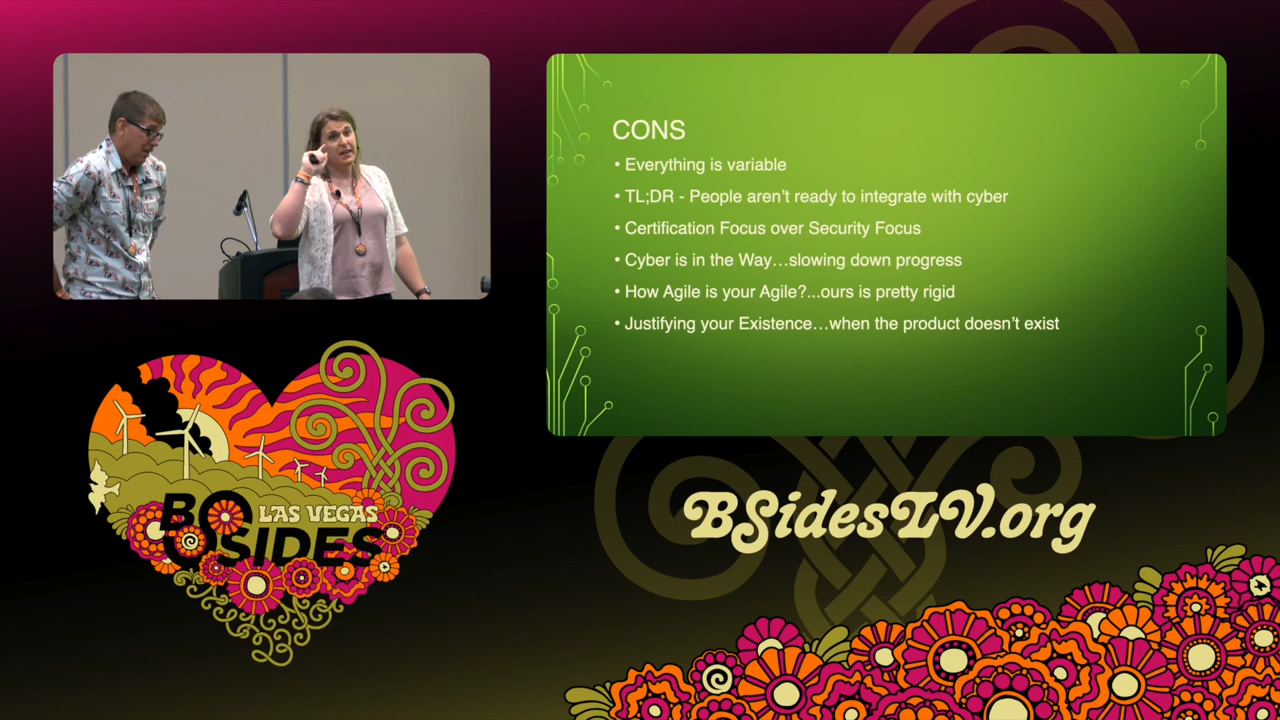 CONS
• Everything is variable
• TL;DR - People aren't ready to integrate with cyber
• Certification Focus over Security Focus
• Cyber is in the Way…slowing down progress
• How Agile is your Agile?...ours is pretty rigid
• Justifying your Existence…when the product doesn't exist
LAS VEGAS
BSIDES
23
BSidesLV.org